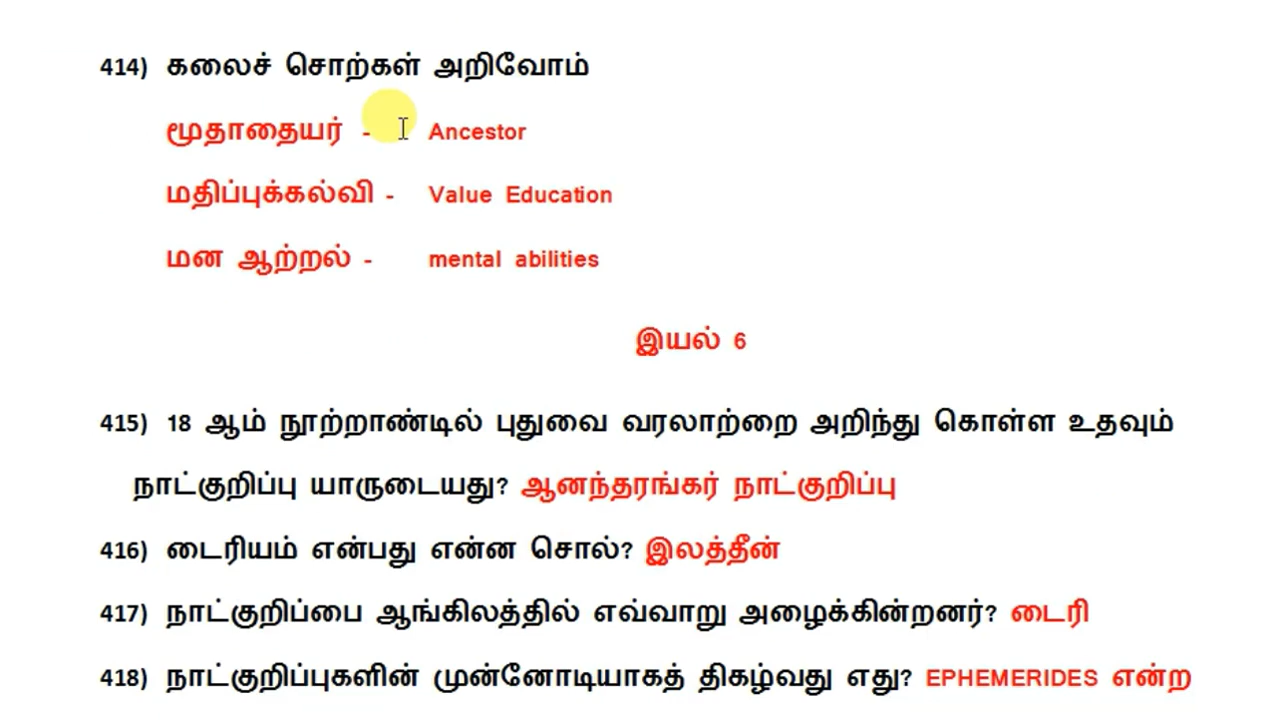 414) கலைச் சொற்கள் அறிவோம்
மூதாதையர் - Ancestor
மதிப்புக்கல்வி - Value Education
மன ஆற்றல் - mental abilities
இயல் 6
415) 18 ஆம் நூற்றாண்டில் புதுவை வரலாற்றை அறிந்து கொள்ள உதவும்
நாட்குறிப்பு யாருடையது? ஆனந்தரங்கர் நாட்குறிப்பு
416) டைரியம் என்பது என்ன சொல்? இலத்தீன்
417) நாட்குறிப்பை ஆங்கிலத்தில் எவ்வாறு அழைக்கின்றனர்? டைரி
418) நாட்குறிப்புகளின் முன்னோடியாகத் திகழ்வது எது? EPHEMERIDES என்ற